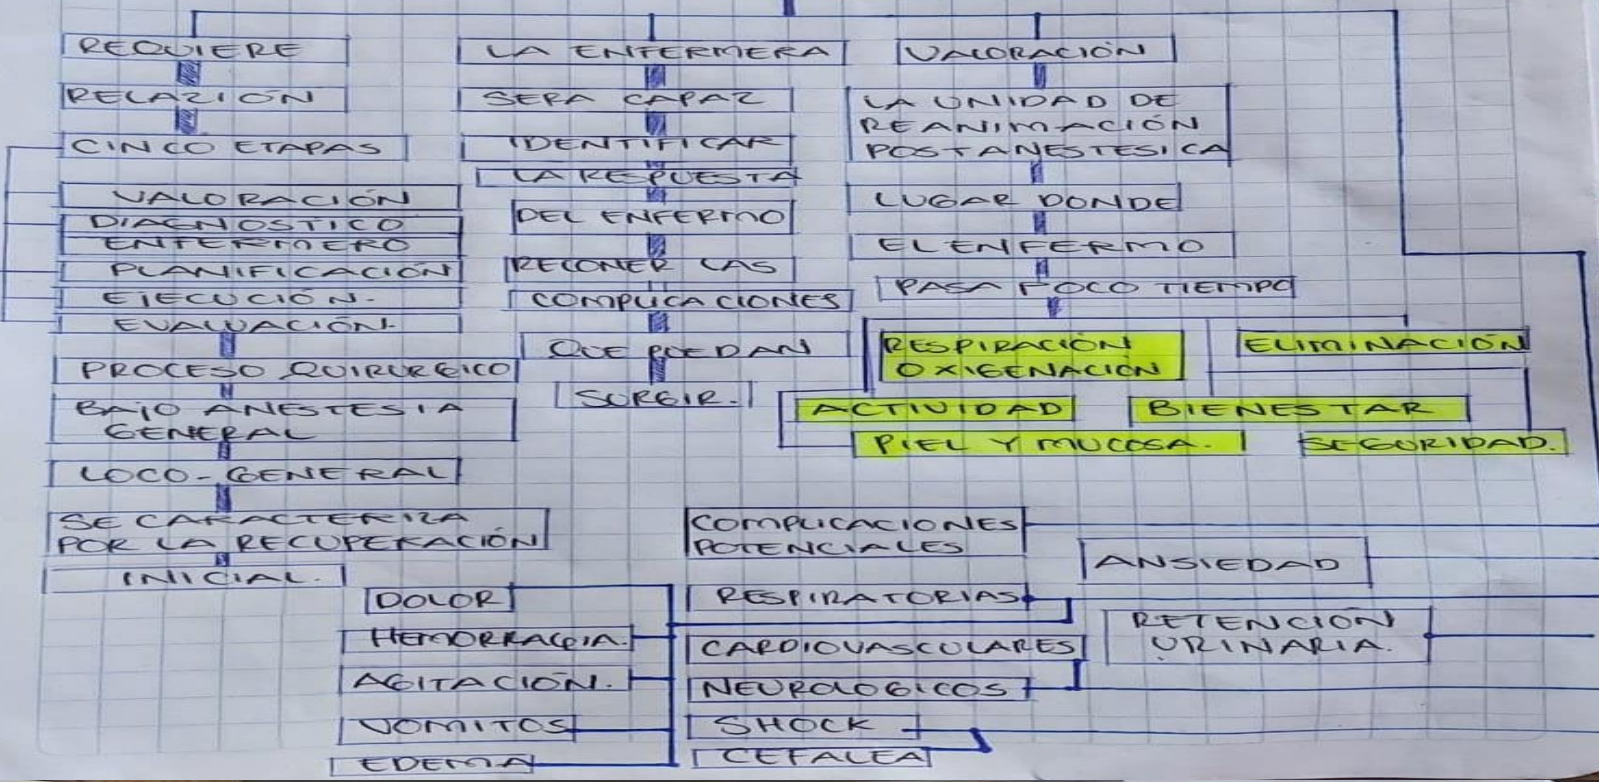 REQUIERE
RELAZIÓN
CINCO ETAPAS
VALORACIÓN
DIAGNOSTICO
ENFERMERO
PLANIFICACIÓN
EJECUCIÓN.
EVALUACIÓN.
PROCESO QUIRURGICO
BAJO ANESTESIA
GENERAL
LOCO-GENERAL
SE CARACTERIZA
POR LA RECUPERACIÓN
INICIAL.
LA ENFERMERA
SERA CAPAZ
IDENTIFICAR
LA REPUESTA
DEL ENFERMO
RECONER LAS
COMPLICACIONES
QUE PUEDAN
SURGIR.
VALORACIÓN
LA UNIDAD DE
REANIMACIÓN
POSTANESTESICA
LUGAR DONDE
EL ENFERMO
PASA POCO TIEMPO
RESPIRACIÓN
OXIGENACIÓN
ELIMINACIÓN
ACTIVIDAD
BIENESTAR
PIEL Y MUCOSA.
SEGURIDAD.
COMPLICACIONES
POTENCIALES
ANSIEDAD
RESPIRATORIAS
RETENCIÓN
URINARIA.
CARDIOVASCULARES
NEUROLOGICOS
SHOCK
CEFALEA
DOLOR
HEMORRAGIA.
AGITACIÓN.
VOMITOS
EDEMA